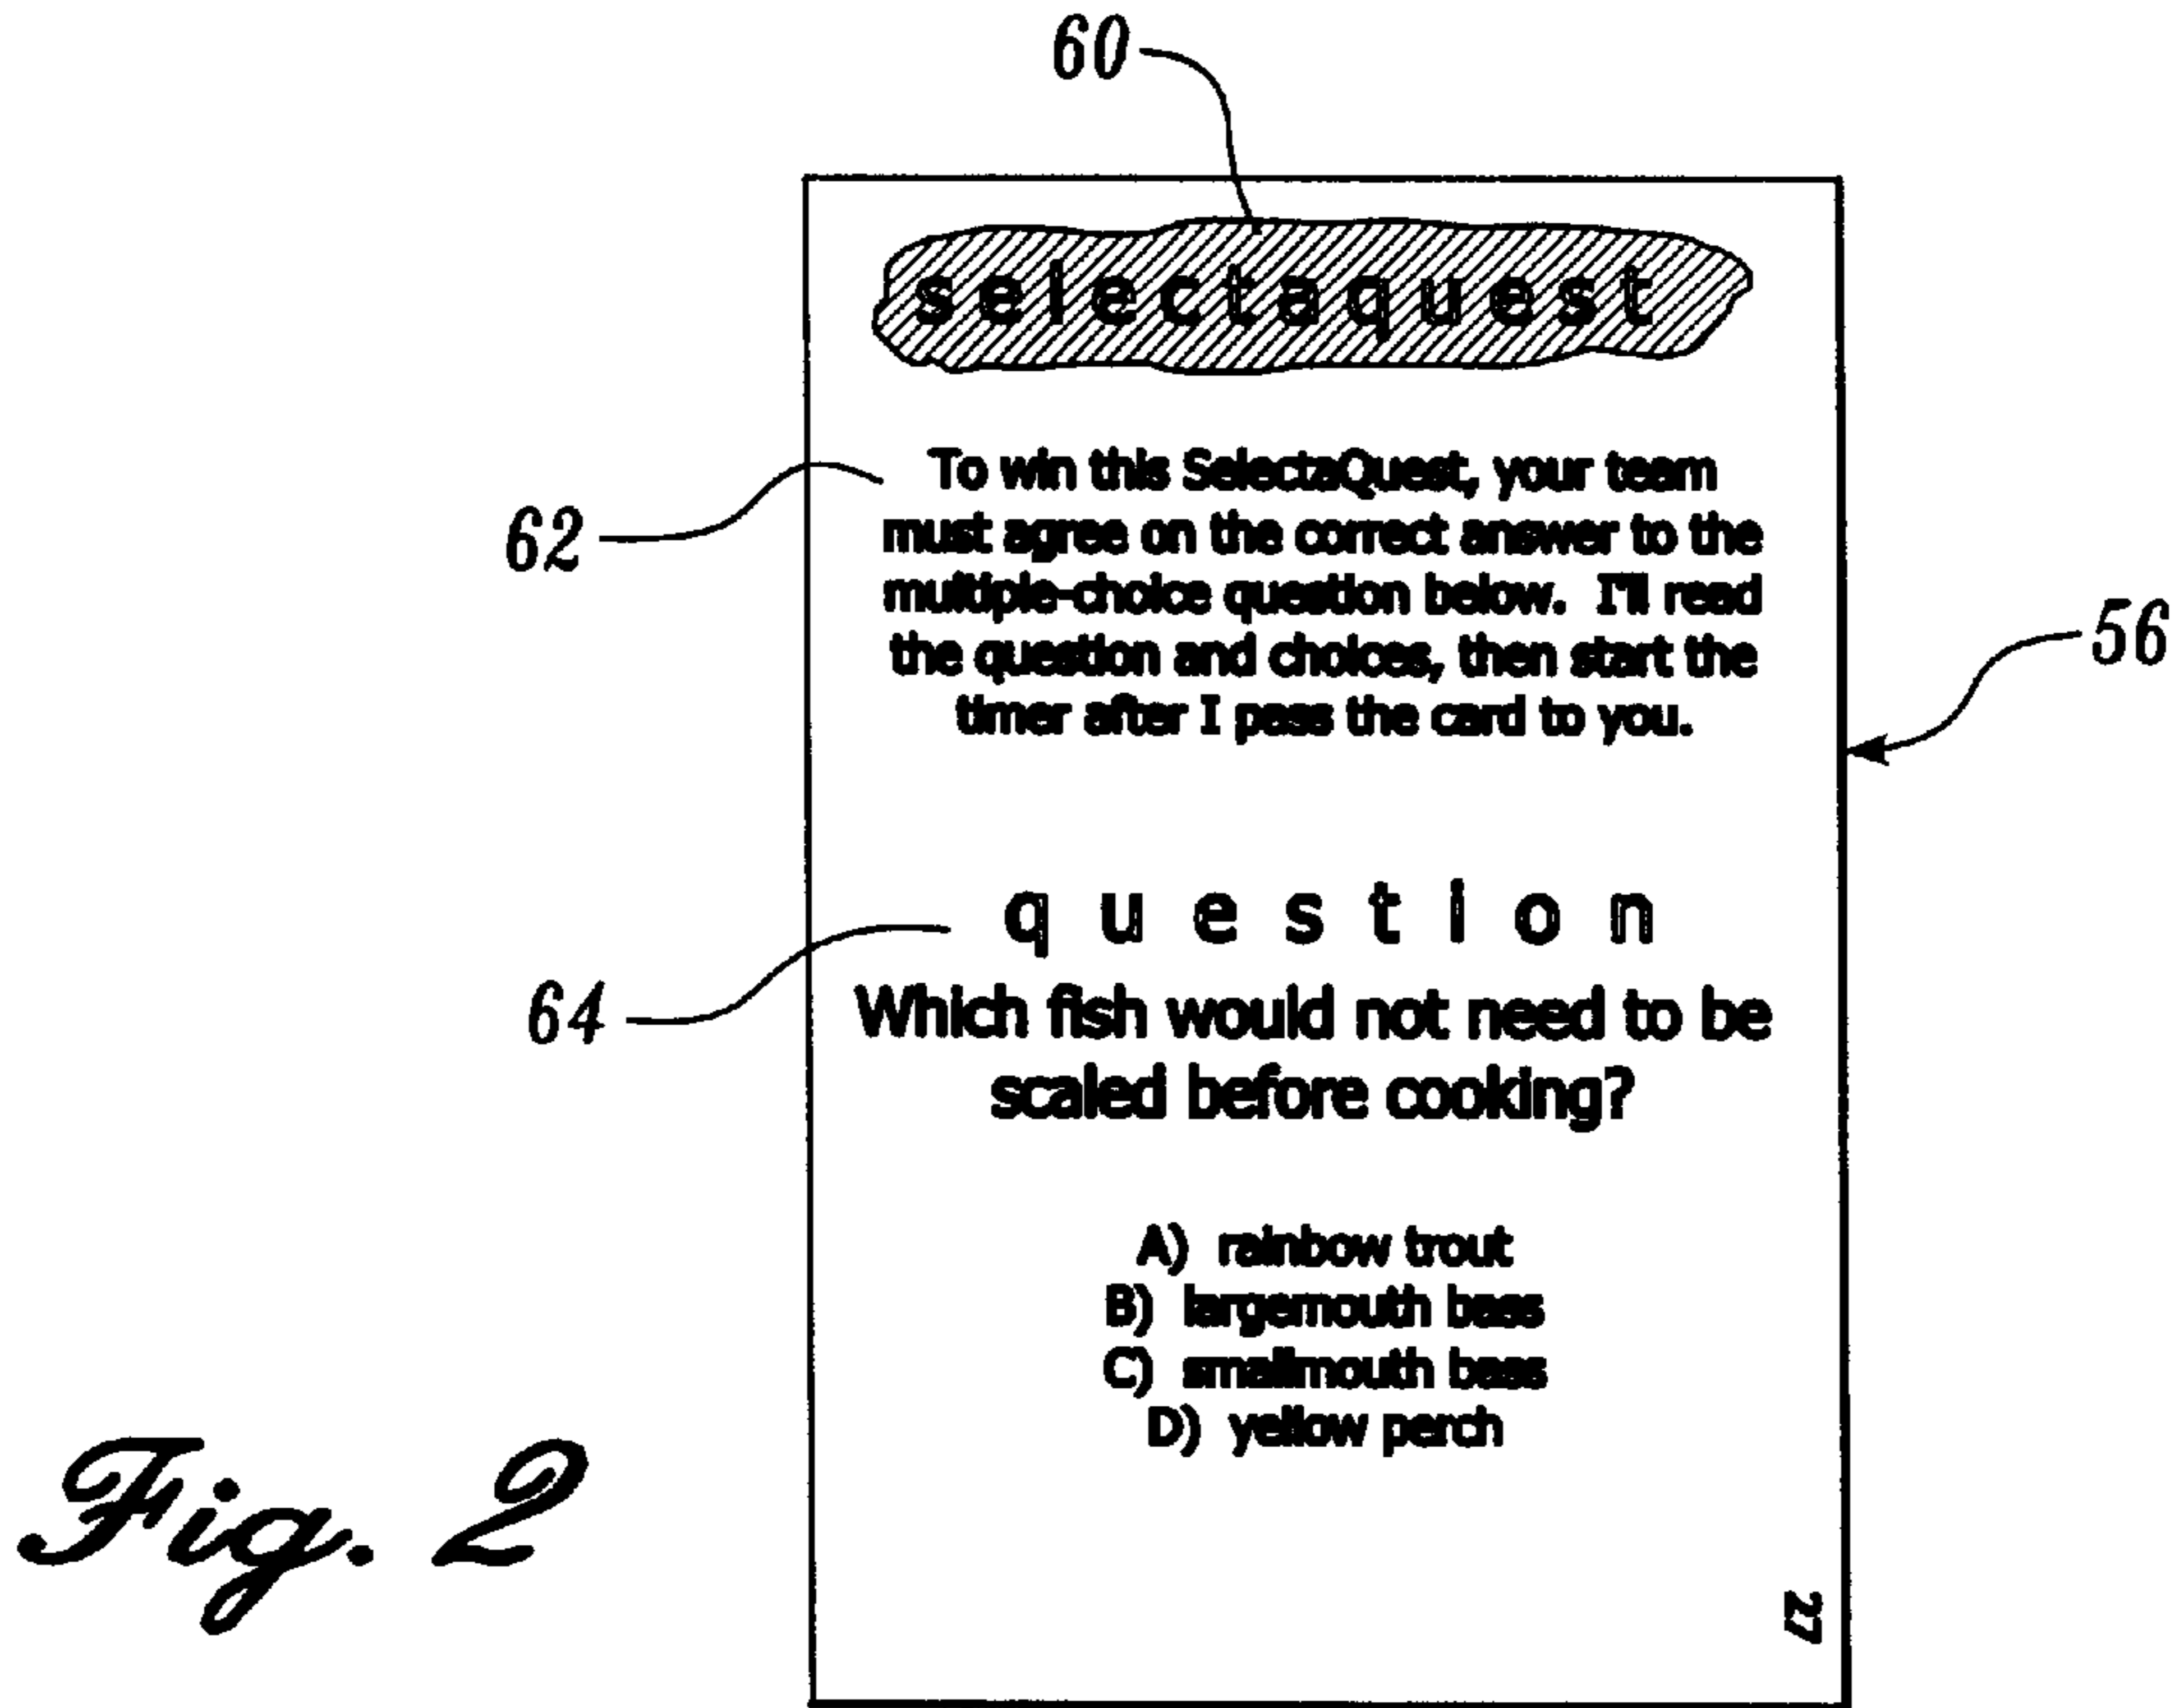 60
selectaquest
To win this SelectaQuest, your team
must agree on the correct answer to the
multiple-choice question below. I'll read
the question and choices, then start the
timer after I pass the card to you.
62
56
question
64
Which fish would not need to be
scaled before cooking?
A) rainbow trout
B) largemouth bass
C) smallmouth bass
D) yellow perch
Fig. 2
27